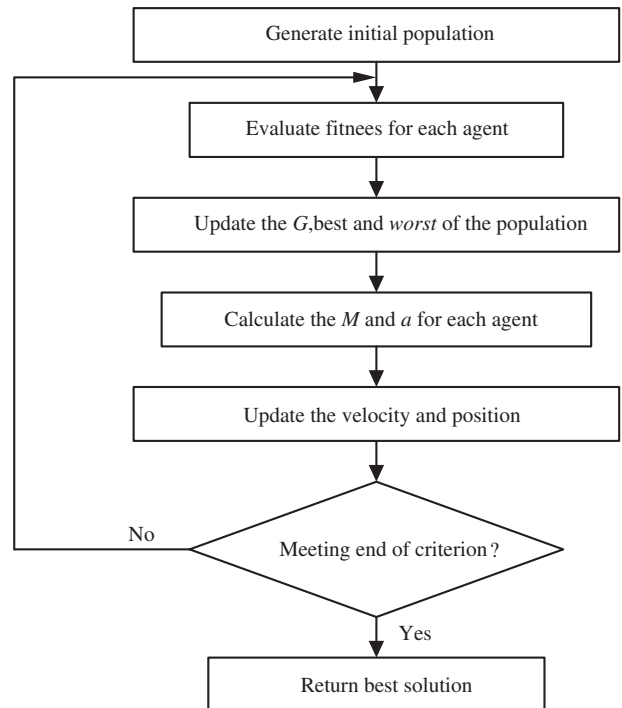 Generate initial population
Evaluate fitnees for each agent
Update the G,best and worst of the population
Calculate the M and a for each agent
Update the velocity and position
No
Meeting end of criterion?
Yes
Return best solution